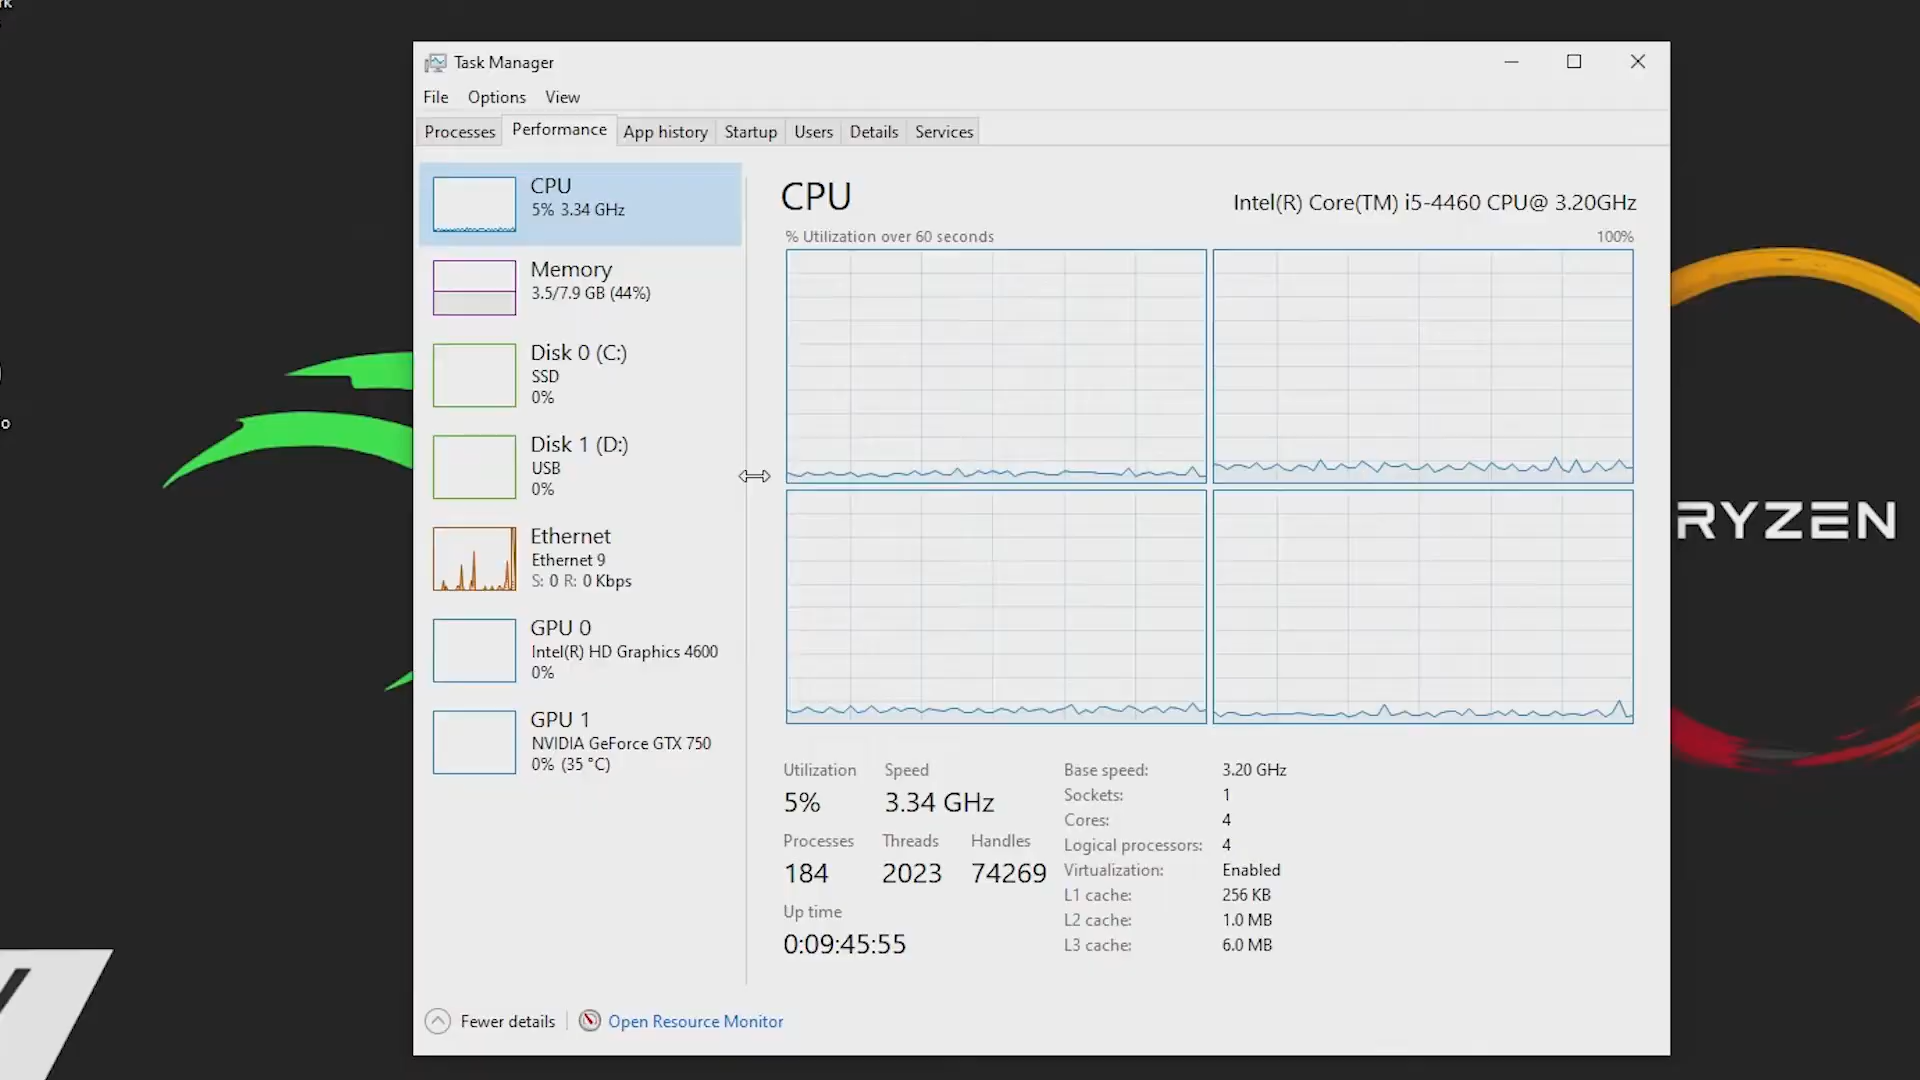 Task Manager
File Options View
Processes Performance App history Startup Users Details Services
CPU
5% 3.34 GHz
Memory
3.5/7.9 GB (44%)
Disk 0 (C:)
SSD
0%
Disk 1 (D:)
USB
0%
Ethernet
Ethernet 9
S: 0 R: 0 Kbps
GPU 0
Intel(R) HD Graphics 4600
0%
GPU 1
NVIDIA GeForce GTX 750
0% (35 °C)
CPU
Intel(R) Core(TM) i5-4460 CPU@ 3.20GHz
% Utilization over 60 seconds
100%
Utilization Speed
5% 3.34 GHz
Processes Threads Handles
184 2023 74269
Up time
0:09:45:55
Base speed: 3.20 GHz
Sockets: 1
Cores: 4
Logical processors: 4
Virtualization: Enabled
L1 cache: 256 KB
L2 cache: 1.0 MB
L3 cache: 6.0 MB
Fewer details
Open Resource Monitor
RYZEN